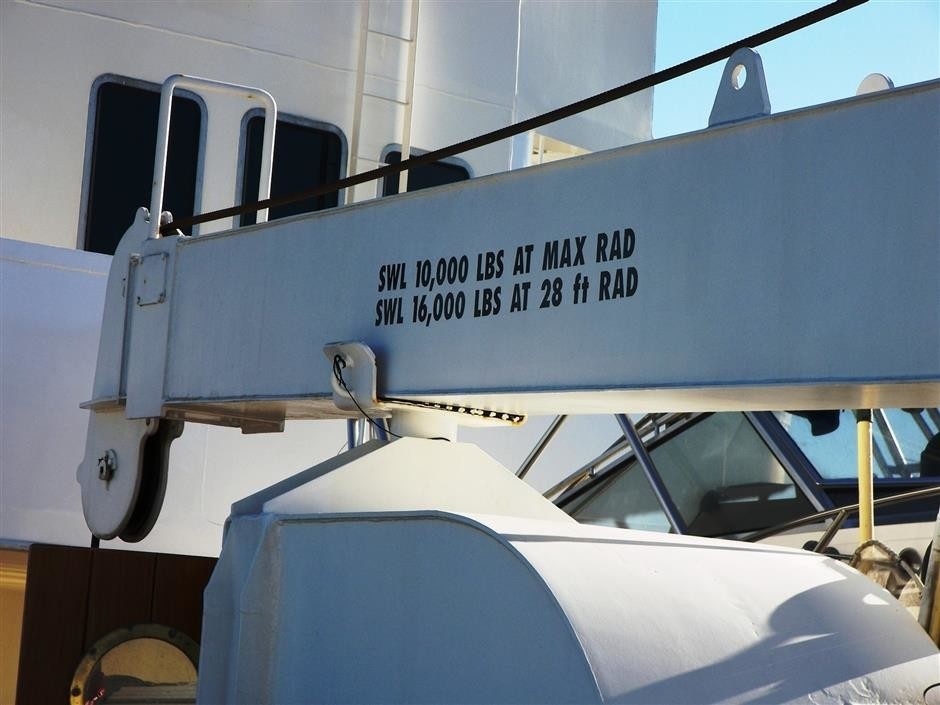 SWL 10,000 LBS AT MAX RAD
SWL 16,000 LBS AT 28 ft RAD